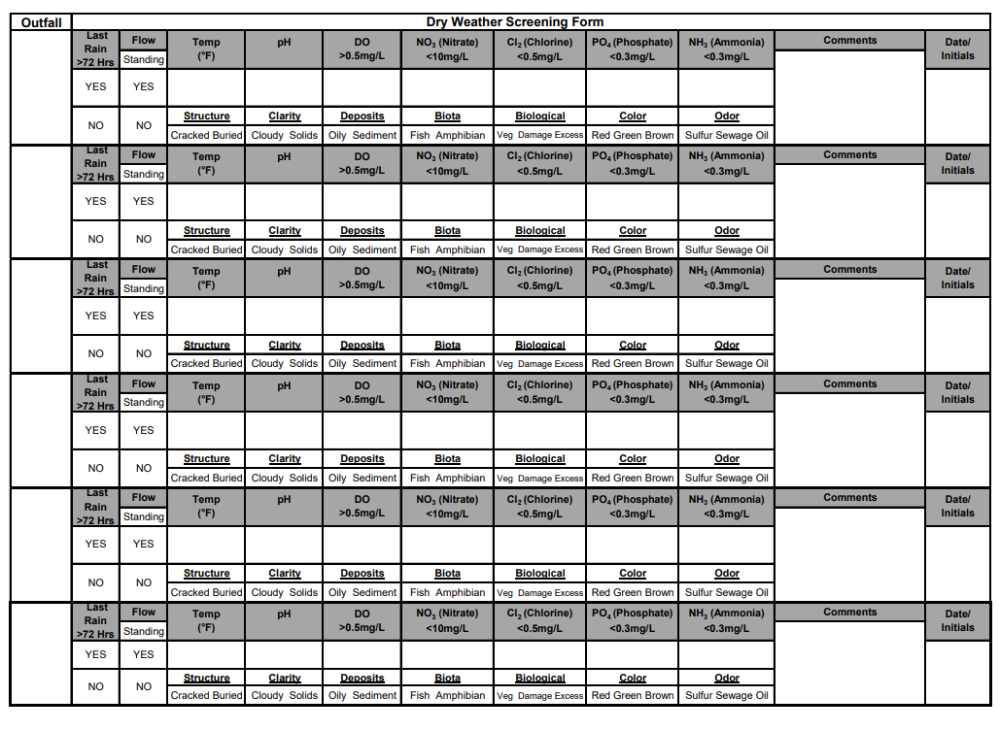 Outfall Dry Weather Screening Form
Last Rain >72 Hrs Flow Standing Temp (°F) pH DO >0.5mg/L NO₃ (Nitrate) <10mg/L Cl₂ (Chlorine) <0.5mg/L PO₄ (Phosphate) <0.3mg/L NH₃ (Ammonia) <0.3mg/L Comments Date/ Initials
YES YES
NO NO Structure Clarity Deposits Biota Biological Color Odor
Cracked Buried Cloudy Solids Oily Sediment Fish Amphibian Veg Damage Excess Red Green Brown Sulfur Sewage Oil
Last Rain >72 Hrs Flow Standing Temp (°F) pH DO >0.5mg/L NO₃ (Nitrate) <10mg/L Cl₂ (Chlorine) <0.5mg/L PO₄ (Phosphate) <0.3mg/L NH₃ (Ammonia) <0.3mg/L Comments Date/ Initials
YES YES
NO NO Structure Clarity Deposits Biota Biological Color Odor
Cracked Buried Cloudy Solids Oily Sediment Fish Amphibian Veg Damage Excess Red Green Brown Sulfur Sewage Oil
Last Rain >72 Hrs Flow Standing Temp (°F) pH DO >0.5mg/L NO₃ (Nitrate) <10mg/L Cl₂ (Chlorine) <0.5mg/L PO₄ (Phosphate) <0.3mg/L NH₃ (Ammonia) <0.3mg/L Comments Date/ Initials
YES YES
NO NO Structure Clarity Deposits Biota Biological Color Odor
Cracked Buried Cloudy Solids Oily Sediment Fish Amphibian Veg Damage Excess Red Green Brown Sulfur Sewage Oil
Last Rain >72 Hrs Flow Standing Temp (°F) pH DO >0.5mg/L NO₃ (Nitrate) <10mg/L Cl₂ (Chlorine) <0.5mg/L PO₄ (Phosphate) <0.3mg/L NH₃ (Ammonia) <0.3mg/L Comments Date/ Initials
YES YES
NO NO Structure Clarity Deposits Biota Biological Color Odor
Cracked Buried Cloudy Solids Oily Sediment Fish Amphibian Veg Damage Excess Red Green Brown Sulfur Sewage Oil
Last Rain >72 Hrs Flow Standing Temp (°F) pH DO >0.5mg/L NO₃ (Nitrate) <10mg/L Cl₂ (Chlorine) <0.5mg/L PO₄ (Phosphate) <0.3mg/L NH₃ (Ammonia) <0.3mg/L Comments Date/ Initials
YES YES
NO NO Structure Clarity Deposits Biota Biological Color Odor
Cracked Buried Cloudy Solids Oily Sediment Fish Amphibian Veg Damage Excess Red Green Brown Sulfur Sewage Oil
Last Rain >72 Hrs Flow Standing Temp (°F) pH DO >0.5mg/L NO₃ (Nitrate) <10mg/L Cl₂ (Chlorine) <0.5mg/L PO₄ (Phosphate) <0.3mg/L NH₃ (Ammonia) <0.3mg/L Comments Date/ Initials
YES YES
NO NO Structure Clarity Deposits Biota Biological Color Odor
Cracked Buried Cloudy Solids Oily Sediment Fish Amphibian Veg Damage Excess Red Green Brown Sulfur Sewage Oil